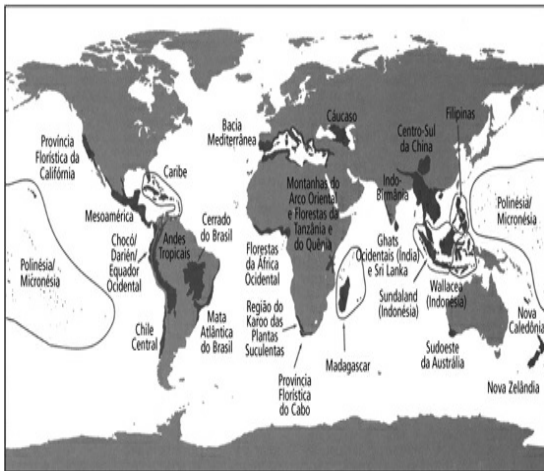 Província
Florística da
Califórnia
Caribe
Mesoamérica
Polinésia/
Micronésia
Chocó/
Darién/
Equador
Ocidental
Andes
Tropicais
Cerrado
do Brasil
Chile
Central
Mata
Atlântica
do Brasil
Bacia
Mediterrânea
Cáucaso
Florestas
da África
Ocidental
Montanhas do
Arco Oriental
e Florestas
da Tanzânia e
do Quênia
Região do
Karoo das
Plantas
Suculentas
Província
Florística
do Cabo
Madagascar
Centro-Sul
da China
Filipinas
Indo-
Birmânia
Ghats
Ocidentais (Índia)
e Sri Lanka
Sundaland
(Indonésia)
Wallacea
(Indonésia)
Polinésia/
Micronésia
Nova
Caledônia
Sudoeste
da Austrália
Nova Zelândia